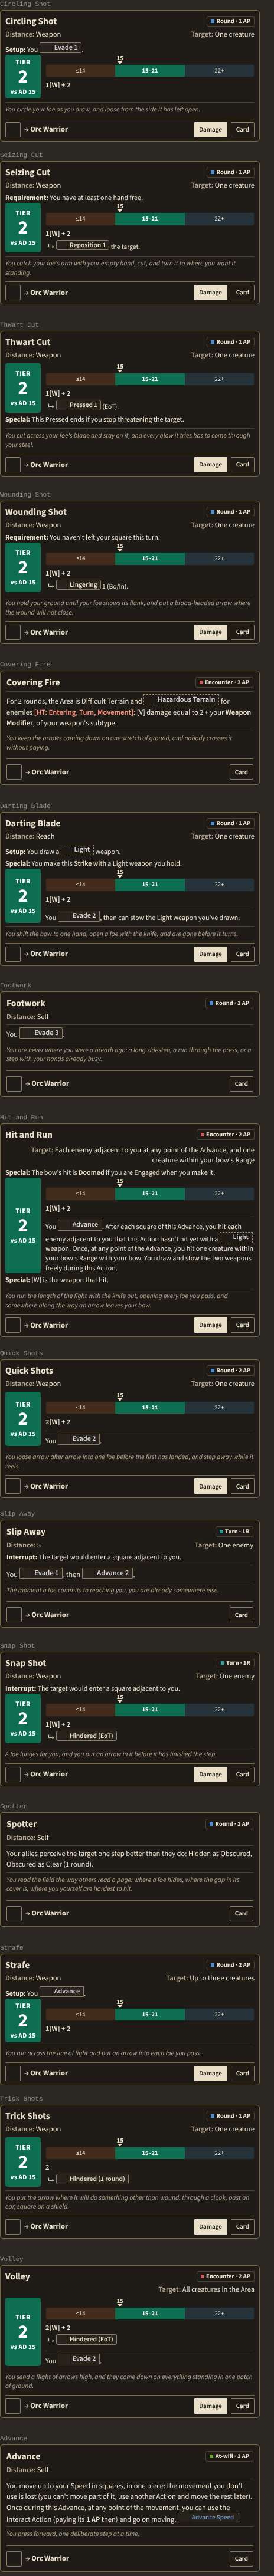 Circling Shot
Circling Shot
Round · 1 AP
Distance: Weapon
Target: One creature
Setup: You Evade 1.
TIER
2
vs AD 15
15
≤14
15–21
22+
1[W] + 2
You circle your foe as you draw, and loose from the side it has left open.
→ Orc Warrior
Damage
Card
Seizing Cut
Seizing Cut
Round · 1 AP
Distance: Weapon
Target: One creature
Requirement: You have at least one hand free.
TIER
2
vs AD 15
15
≤14
15–21
22+
1[W] + 2
↳ Reposition 1 the target.
You catch your foe's arm with your empty hand, cut, and turn it to where you want it
standing.
→ Orc Warrior
Damage
Card
Thwart Cut
Thwart Cut
Round · 1 AP
Distance: Weapon
Target: One creature
TIER
2
vs AD 15
15
≤14
15–21
22+
1[W] + 2
↳ Pressed 1 (EoT).
Special: This Pressed ends if you stop threatening the target.
You cut across your foe's blade and stay on it, and every blow it tries has to come through
your steel.
→ Orc Warrior
Damage
Card
Wounding Shot
Wounding Shot
Round · 1 AP
Distance: Weapon
Target: One creature
Requirement: You haven't left your square this turn.
TIER
2
vs AD 15
15
≤14
15–21
22+
1[W] + 2
↳ Lingering 1 (Bo/In).
You hold your ground until your foe shows its flank, and put a broad-headed arrow where
the wound will not close.
→ Orc Warrior
Damage
Card
Covering Fire
Covering Fire
Encounter · 2 AP
For 2 rounds, the Area is Difficult Terrain and Hazardous Terrain for
enemies [HT: Entering, Turn, Movement]: [V] damage equal to 2 + your Weapon
Modifier, of your weapon's subtype.
You keep the arrows coming down on one stretch of ground, and nobody crosses it
without paying.
→ Orc Warrior
Card
Darting Blade
Darting Blade
Round · 1 AP
Distance: Reach
Target: One creature
Setup: You draw a Light weapon.
Special: You make this Strike with a Light weapon you hold.
TIER
2
vs AD 15
15
≤14
15–21
22+
1[W] + 2
You Evade 2, then can stow the Light weapon you've drawn.
You shift the bow to one hand, open a foe with the knife, and are gone before it turns.
→ Orc Warrior
Damage
Card
Footwork
Footwork
Round · 1 AP
Distance: Self
You Evade 3.
You are never where you were a breath ago: a long sidestep, a run through the press, or a
step with your hands already busy.
→ Orc Warrior
Card
Hit and Run
Hit and Run
Encounter · 2 AP
Target: Each enemy adjacent to you at any point of the Advance, and one
creature within your bow's Range
Special: The bow's hit is Doomed if you are Engaged when you make it.
TIER
2
vs AD 15
15
≤14
15–21
22+
1[W] + 2
You Advance. After each square of this Advance, you hit each
enemy adjacent to you that this Action hasn't hit yet with a Light
weapon. Once, at any point of the Advance, you hit one creature within
your bow's Range with your bow. You draw and stow the two weapons
freely during this Action.
Special: [W] is the weapon that hit.
You run the length of the fight with the knife out, opening every foe you pass, and
somewhere along the way an arrow leaves your bow.
→ Orc Warrior
Damage
Card
Quick Shots
Quick Shots
Round · 2 AP
Distance: Weapon
Target: One creature
TIER
2
vs AD 15
15
≤14
15–21
22+
2[W] + 2
You Evade 2.
You loose arrow after arrow into one foe before the first has landed, and step away while it
reels.
→ Orc Warrior
Damage
Card
Slip Away
Slip Away
Turn · 1R
Distance: 5
Target: One enemy
Interrupt: The target would enter a square adjacent to you.
You Evade 1, then Advance 2.
The moment a foe commits to reaching you, you are already somewhere else.
→ Orc Warrior
Card
Snap Shot
Snap Shot
Turn · 1R
Distance: Weapon
Target: One enemy
Interrupt: The target would enter a square adjacent to you.
TIER
2
vs AD 15
15
≤14
15–21
22+
1[W] + 2
↳ Hindered (EoT)
A foe lunges for you, and you put an arrow in it before it has finished the step.
→ Orc Warrior
Damage
Card
Spotter
Spotter
Round · 1 AP
Distance: Self
Your allies perceive the target one step better than they do: Hidden as Obscured,
Obscured as Clear (1 round).
You read the field the way others read a page: where a foe hides, where the gap in its
cover is, where you yourself are hardest to hit.
→ Orc Warrior
Card
Strafe
Strafe
Round · 2 AP
Distance: Weapon
Target: Up to three creatures
Setup: You Advance.
TIER
2
vs AD 15
15
≤14
15–21
22+
1[W] + 2
You run across the line of fight and put an arrow into each foe you pass.
→ Orc Warrior
Damage
Card
Trick Shots
Trick Shots
Round · 1 AP
Distance: Weapon
Target: One creature
TIER
2
vs AD 15
15
≤14
15–21
22+
2
↳ Hindered (1 round)
You put the arrow where it will do something other than wound: through a cloak, past an
ear, square on a shield.
→ Orc Warrior
Damage
Card
Volley
Volley
Encounter · 2 AP
Target: All creatures in the Area
TIER
2
vs AD 15
15
≤14
15–21
22+
2[W] + 2
↳ Hindered (EoT)
You Evade 2.
You send a flight of arrows high, and they come down on everything standing in one patch
of ground.
→ Orc Warrior
Damage
Card
Advance
Advance
At-will · 1 AP
Distance: Self
You move up to your Speed in squares, in one piece: the movement you don't
use is lost (you can't move part of it, use another Action and move the rest later).
Once during this Advance, at any point of the movement, you can use the
Interact Action (paying its 1 AP then) and go on moving. Advance Speed
You press forward, one deliberate step at a time.
→ Orc Warrior
Card